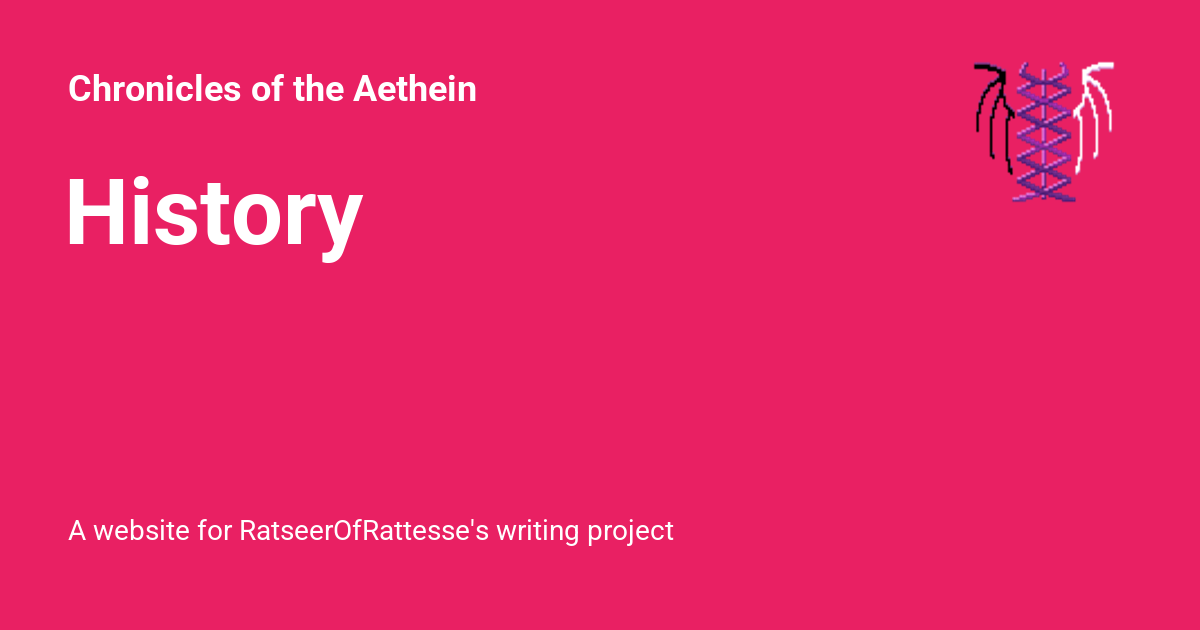 Chronicles of the Aethein
History
A website for RatseerOfRattesse's writing project